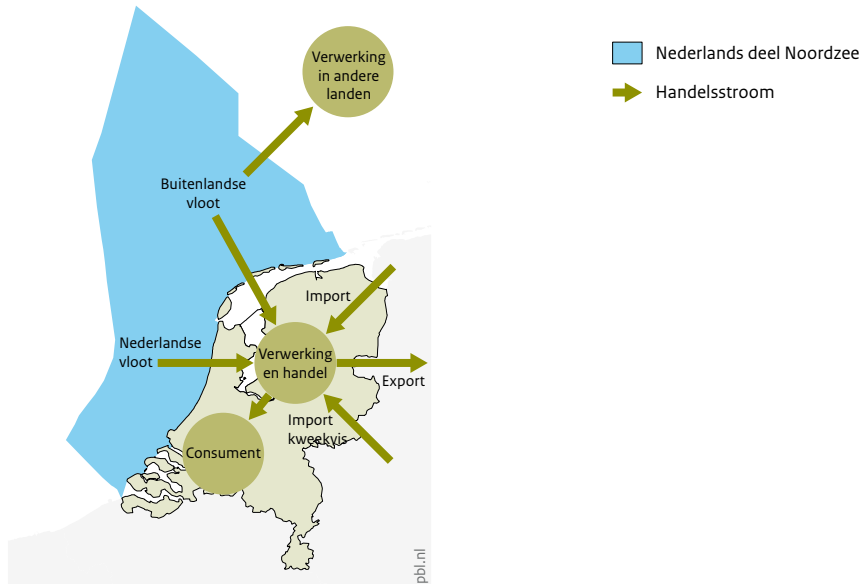 Verwerking
in andere
landen
Nederlands deel Noordzee
Handelsstroom
Buitenlandse
vloot
Import
Nederlandse
vloot
Verwerking
en handel
Export
Import
kweekvis
Consument
pbl.nl